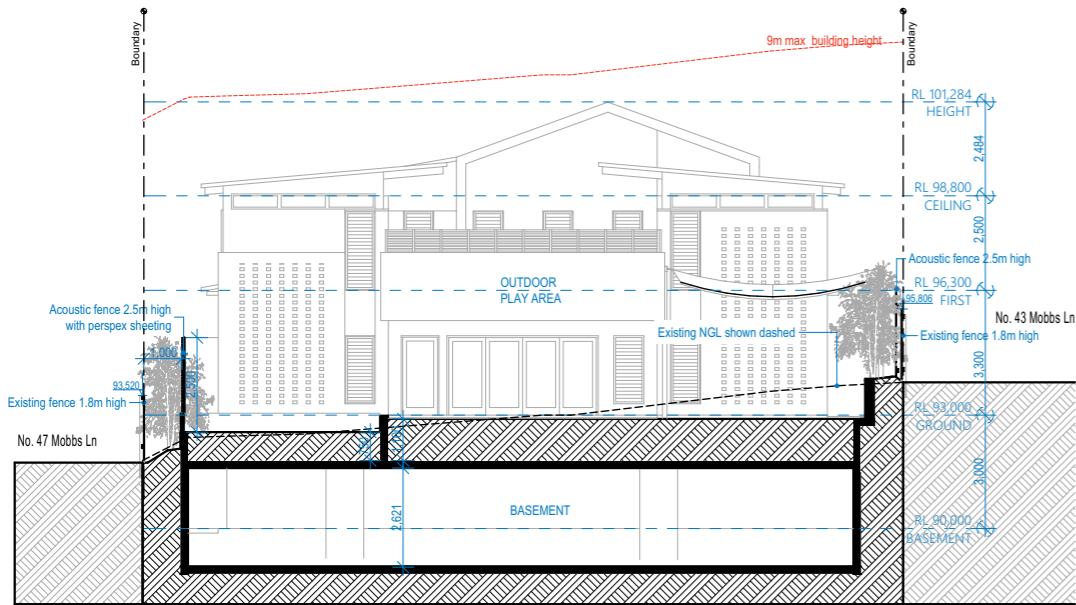 Boundary
Boundary
9m max building height
RL 101,284
HEIGHT
2,484
RL 98,800
CEILING
2,500
Acoustic fence 2.5m high
OUTDOOR
PLAY AREA
RL 96,300
FIRST
95,806
No. 43 Mobbs Ln
Acoustic fence 2.5m high
with perspex sheeting
Existing NGL shown dashed
Existing fence 1.8m high
1,000
2,500
3,300
93,520
Existing fence 1.8m high
RL 93,000
GROUND
No. 47 Mobbs Ln
750
3,000
2,621
BASEMENT
RL 90,000
BASEMENT